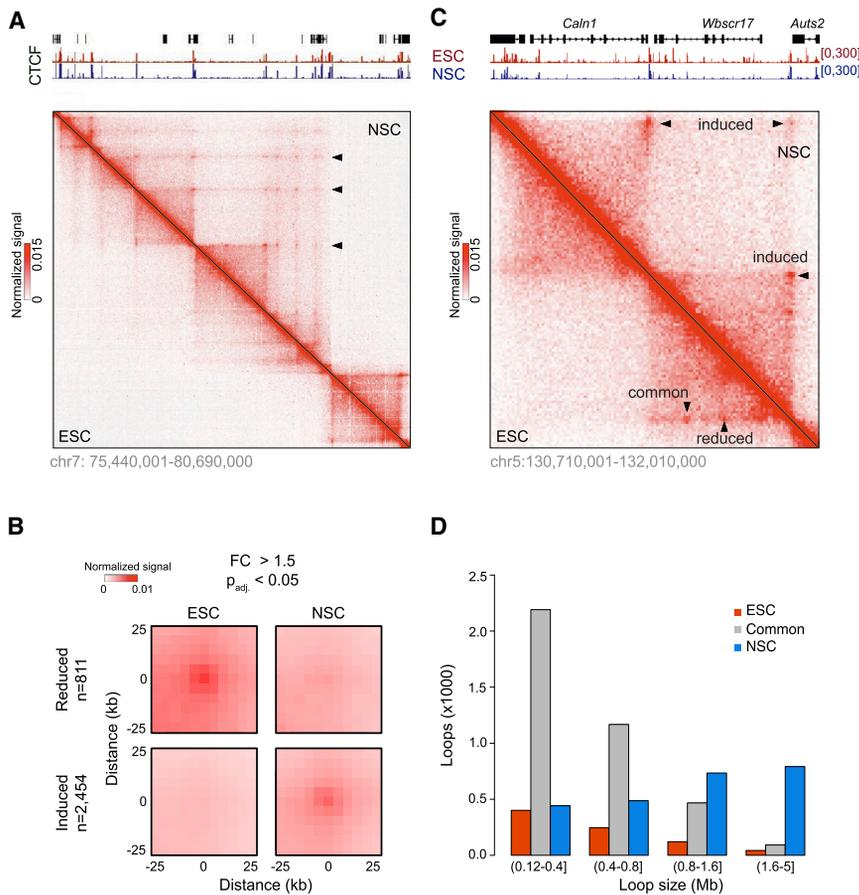 A
CTCF
NSC
ESC
Normalized signal
0
0.015
chr7: 75,440,001-80,690,000
C
Caln1
Wbscr17
Auts2
ESC
[0,300]
NSC
[0,300]
induced
NSC
induced
common
reduced
ESC
Normalized signal
0
0.015
chr5:130,710,001-132,010,000
B
Normalized signal
0
0.01
FC > 1.5
padj. < 0.05
ESC
NSC
Reduced
n=811
Induced
n=2,454
Distance (kb)
25
0
-25
25
0
-25
-25
0
25
-25
0
25
Distance (kb)
D
2.5
2.0
1.5
1.0
0.5
0.0
Loops (x1000)
ESC
Common
NSC
(0.12-0.4]
(0.4-0.8]
(0.8-1.6]
(1.6-5]
Loop size (Mb)